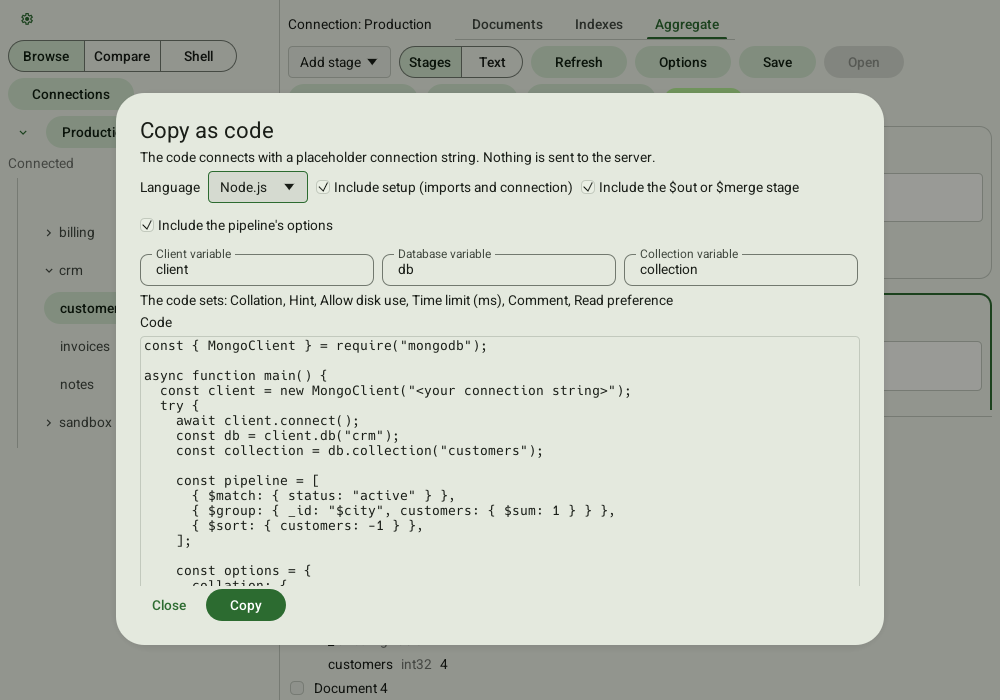 Connection: Production
Documents
Indexes
Aggregate
Browse
Compare
Shell
Add stage
Stages
Text
Refresh
Options
Save
Open
Connections
Connected
billing
crm
invoices
notes
sandbox
Copy as code
The code connects with a placeholder connection string. Nothing is sent to the server.
Language
Node.js
Include setup (imports and connection)
Include the $out or $merge stage
Include the pipeline's options
Client variable
client
Database variable
db
Collection variable
collection
The code sets: Collation, Hint, Allow disk use, Time limit (ms), Comment, Read preference
Code
const { MongoClient } = require("mongodb");
async function main() {
const client = new MongoClient("<your connection string>");
try {
await client.connect();
const db = client.db("crm");
const collection = db.collection("customers");
const pipeline = [
{ $match: { status: "active" } },
{ $group: { _id: "$city", customers: { $sum: 1 } } },
{ $sort: { customers: -1 } },
];
const options = {
collation: {
Close
Copy
customers int32 4
Document 4